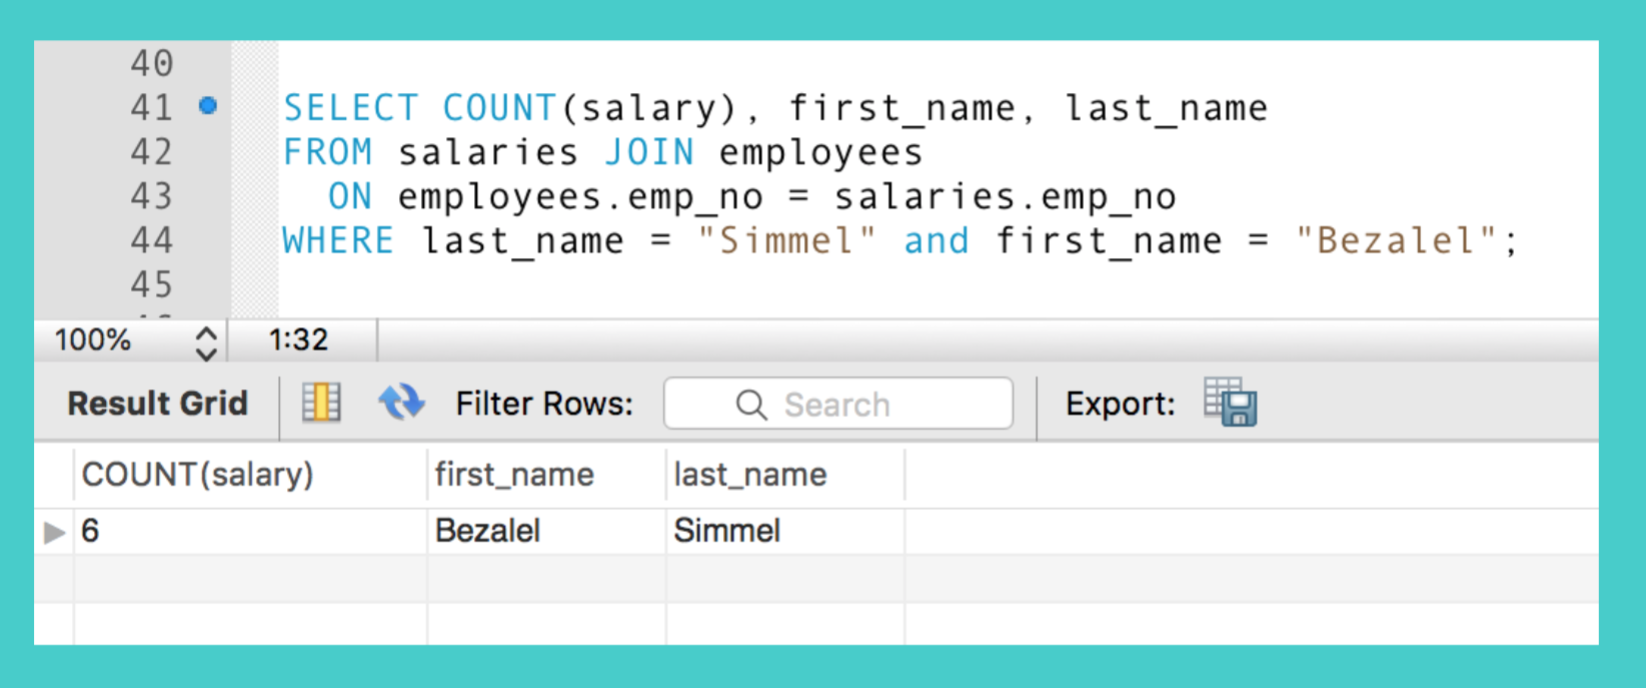 40
41 SELECT COUNT(salary), first_name, last_name
42 FROM salaries JOIN employees
43 ON employees.emp_no = salaries.emp_no
44 WHERE last_name = "Simmel" and first_name = "Bezalel";
45
100% 1:32
Result Grid Filter Rows: Search Export:
COUNT(salary) first_name last_name
6 Bezalel Simmel